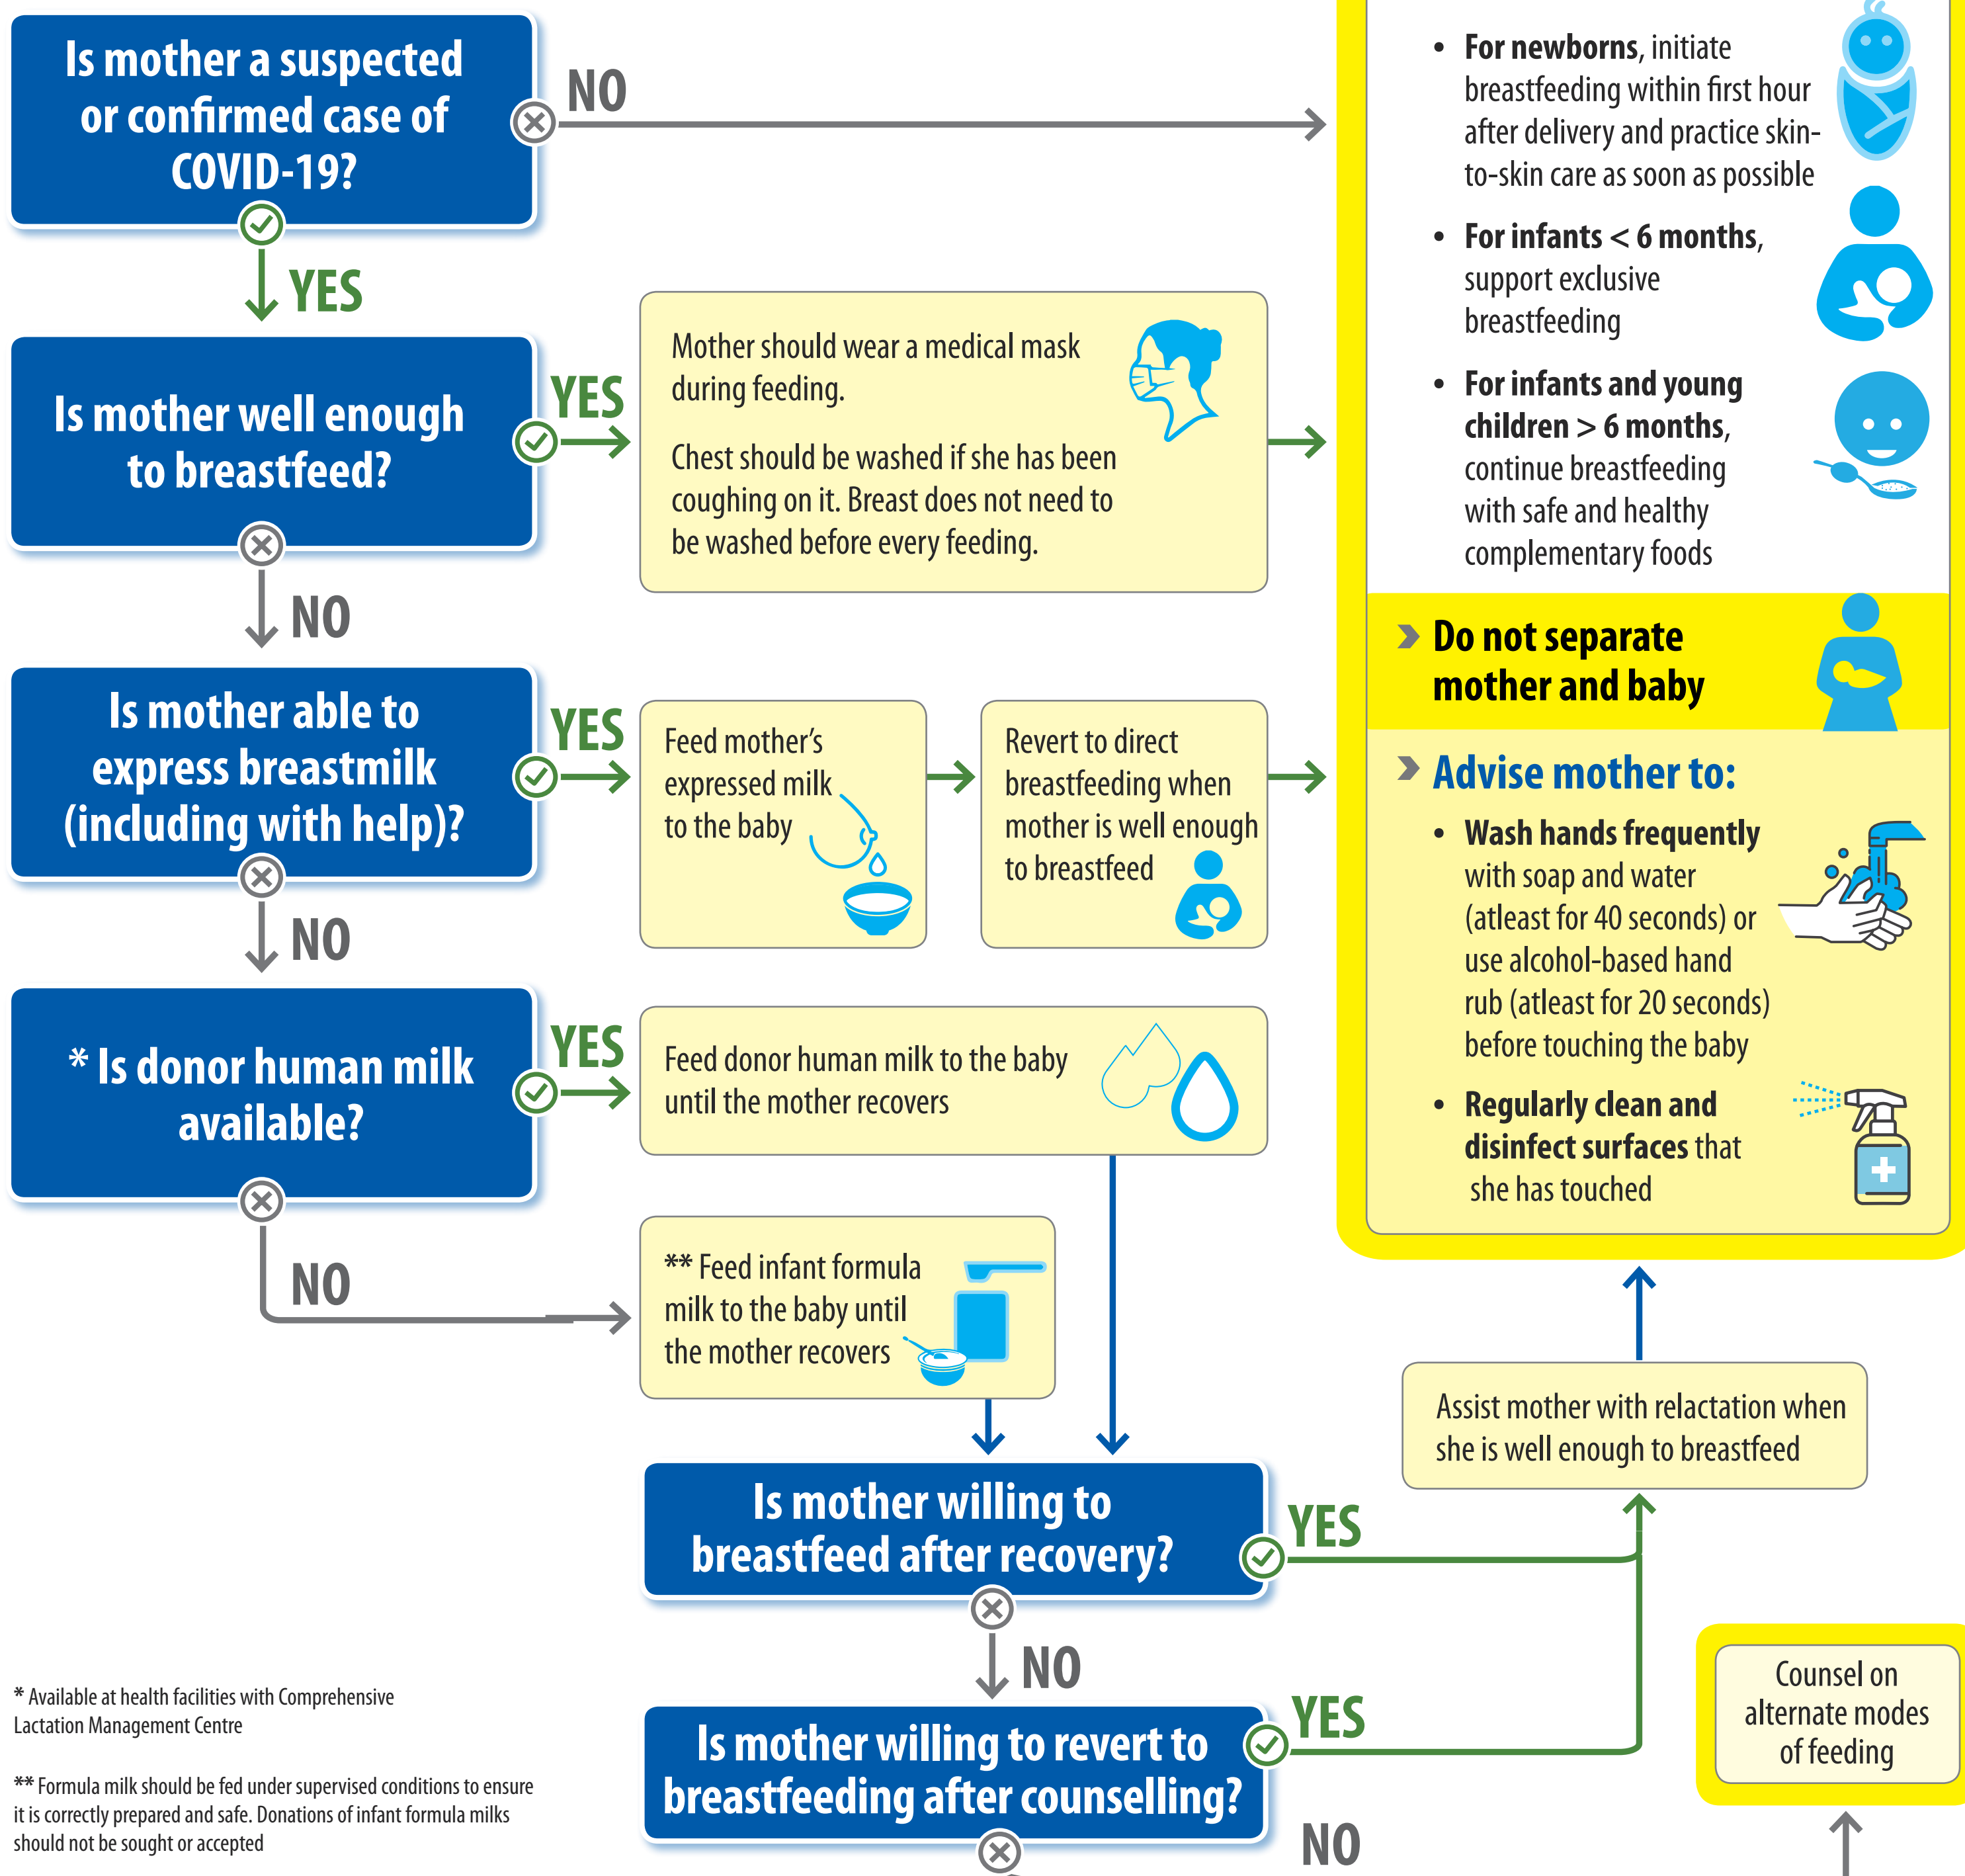 Is mother a suspected
or confirmed case of
COVID-19?
NO
YES
Is mother well enough
to breastfeed?
YES
Mother should wear a medical mask
during feeding.
Chest should be washed if she has been
coughing on it. Breast does not need to
be washed before every feeding.
NO
Is mother able to
express breastmilk
(including with help)?
YES
Feed mother's
expressed milk
to the baby
Revert to direct
breastfeeding when
mother is well enough
to breastfeed
NO
* Is donor human milk
available?
YES
Feed donor human milk to the baby
until the mother recovers
NO
** Feed infant formula
milk to the baby until
the mother recovers
Is mother willing to
breastfeed after recovery?
YES
NO
Is mother willing to revert to
breastfeeding after counselling?
YES
NO
• For newborns, initiate
breastfeeding within first hour
after delivery and practice skin-
to-skin care as soon as possible
• For infants < 6 months,
support exclusive
breastfeeding
• For infants and young
children > 6 months,
continue breastfeeding
with safe and healthy
complementary foods
Do not separate
mother and baby
Advise mother to:
• Wash hands frequently
with soap and water
(atleast for 40 seconds) or
use alcohol-based hand
rub (atleast for 20 seconds)
before touching the baby
• Regularly clean and
disinfect surfaces that
she has touched
Assist mother with relactation when
she is well enough to breastfeed
Counsel on
alternate modes
of feeding
* Available at health facilities with Comprehensive
Lactation Management Centre
** Formula milk should be fed under supervised conditions to ensure
it is correctly prepared and safe. Donations of infant formula milks
should not be sought or accepted